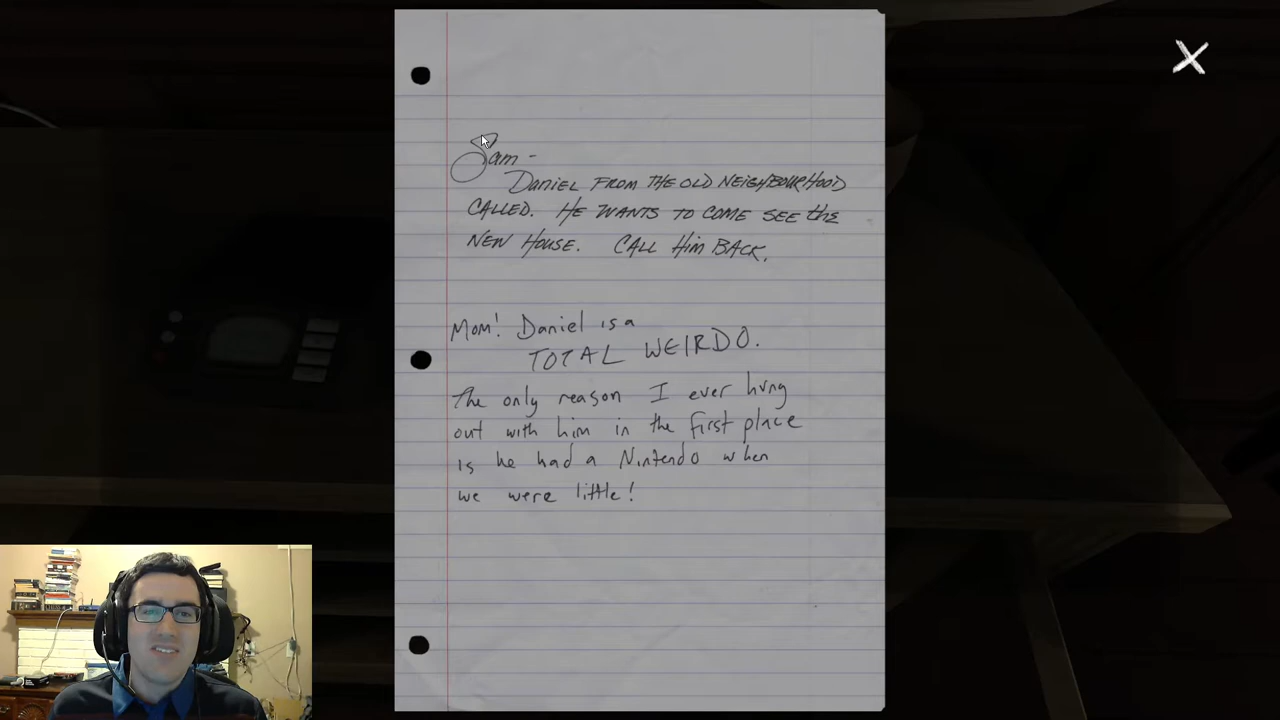 Sam -
DANIEL FROM THE OLD NEIGHBOURHOOD
CALLED. HE WANTS TO COME SEE the
NEW HOUSE. CALL HIM BACK.
Mom! Daniel is a
TOTAL WEIRDO.
The only reason I ever hung
out with him in the first place
is he had a Nintendo when
we were little!